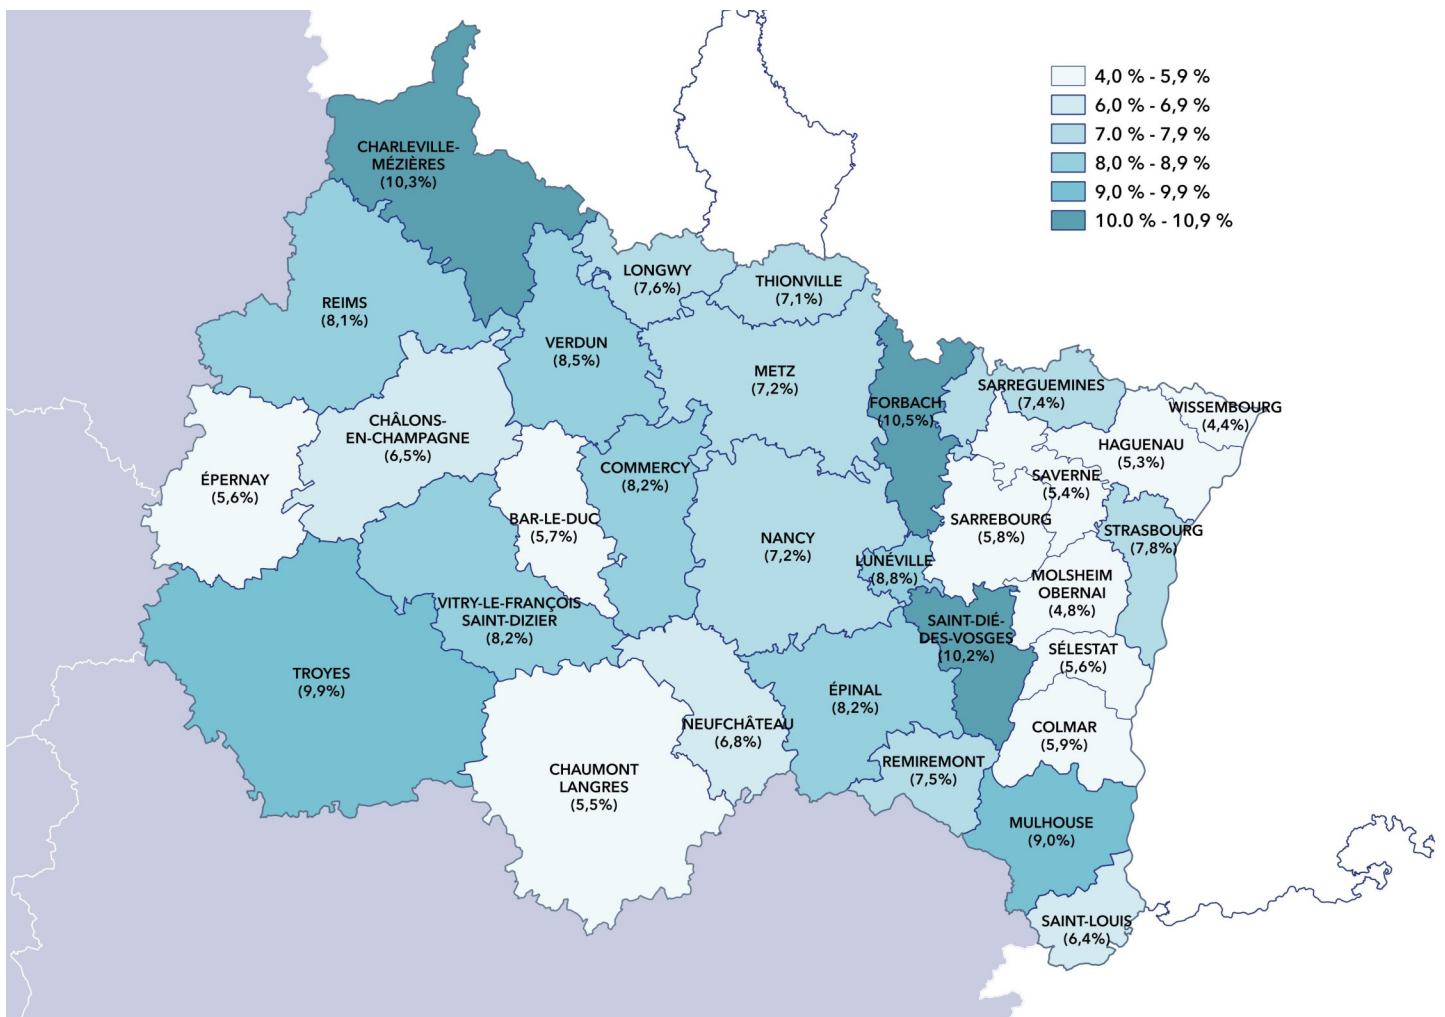 4,0 % - 5,9 %
6,0 % - 6,9 %
7.0 % - 7,9 %
8,0 % - 8,9 %
9,0 % - 9,9 %
10.0 % - 10,9 %
CHARLEVILLE-
MÉZIÈRES
(10,3%)
REIMS
(8,1%)
LONGWY
(7,6%)
THIONVILLE
(7,1%)
VERDUN
(8,5%)
METZ
(7,2%)
FORBACH
(10,5%)
SARREGUEMINES
(7,4%)
WISSEMBOURG
(4,4%)
HAGUENAU
(5,3%)
CHÂLONS-
EN-CHAMPAGNE
(6,5%)
ÉPERNAY
(5,6%)
COMMERCY
(8,2%)
SAVERNE
(5,4%)
BAR-LE-DUC
(5,7%)
SARREBOURG
(5,8%)
STRASBOURG
(7,8%)
NANCY
(7,2%)
LUNÉVILLE
(8,8%)
MOLSHEIM
OBERNAI
(4,8%)
VITRY-LE-FRANÇOIS
SAINT-DIZIER
(8,2%)
SAINT-DIÉ-
DES-VOSGES
(10,2%)
SÉLESTAT
(5,6%)
TROYES
(9,9%)
ÉPINAL
(8,2%)
NEUFCHÂTEAU
(6,8%)
COLMAR
(5,9%)
CHAUMONT
LANGRES
(5,5%)
REMIREMONT
(7,5%)
MULHOUSE
(9,0%)
SAINT-LOUIS
(6,4%)